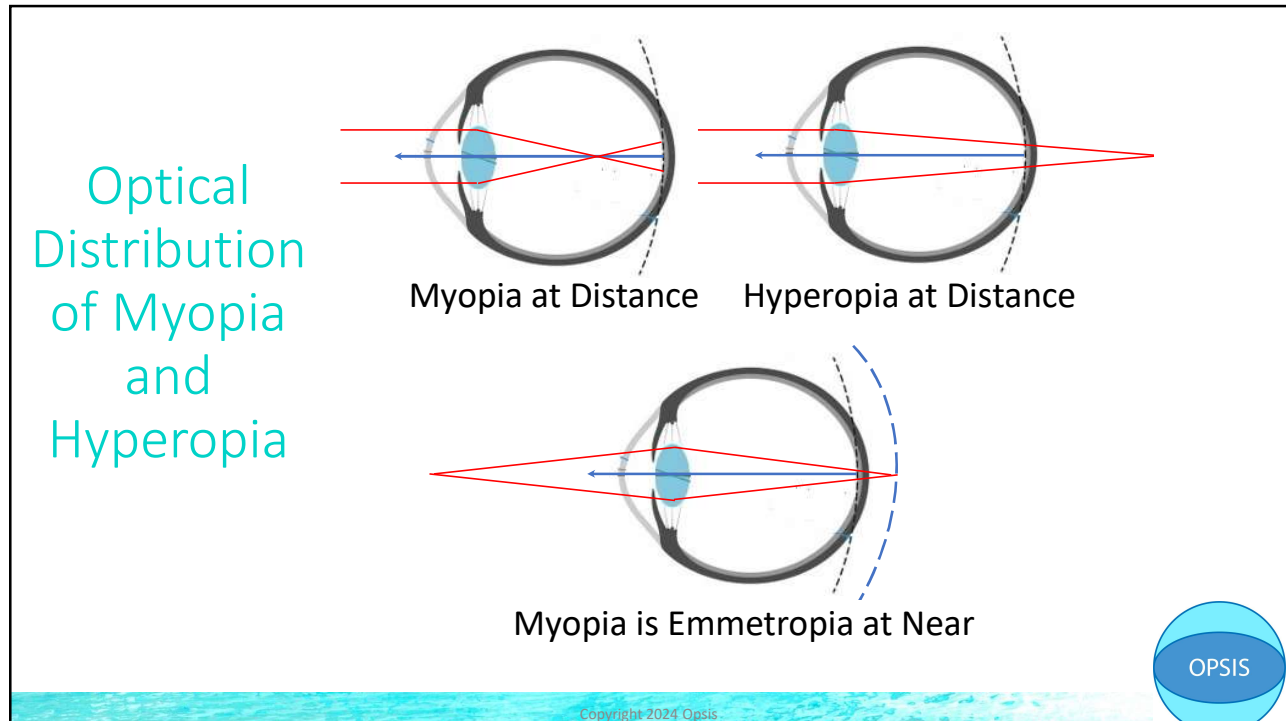 Optical
Distribution
of Myopia
and
Hyperopia
Myopia at Distance
Hyperopia at Distance
Myopia is Emmetropia at Near
OPSIS
Copyright 2024 Opsis